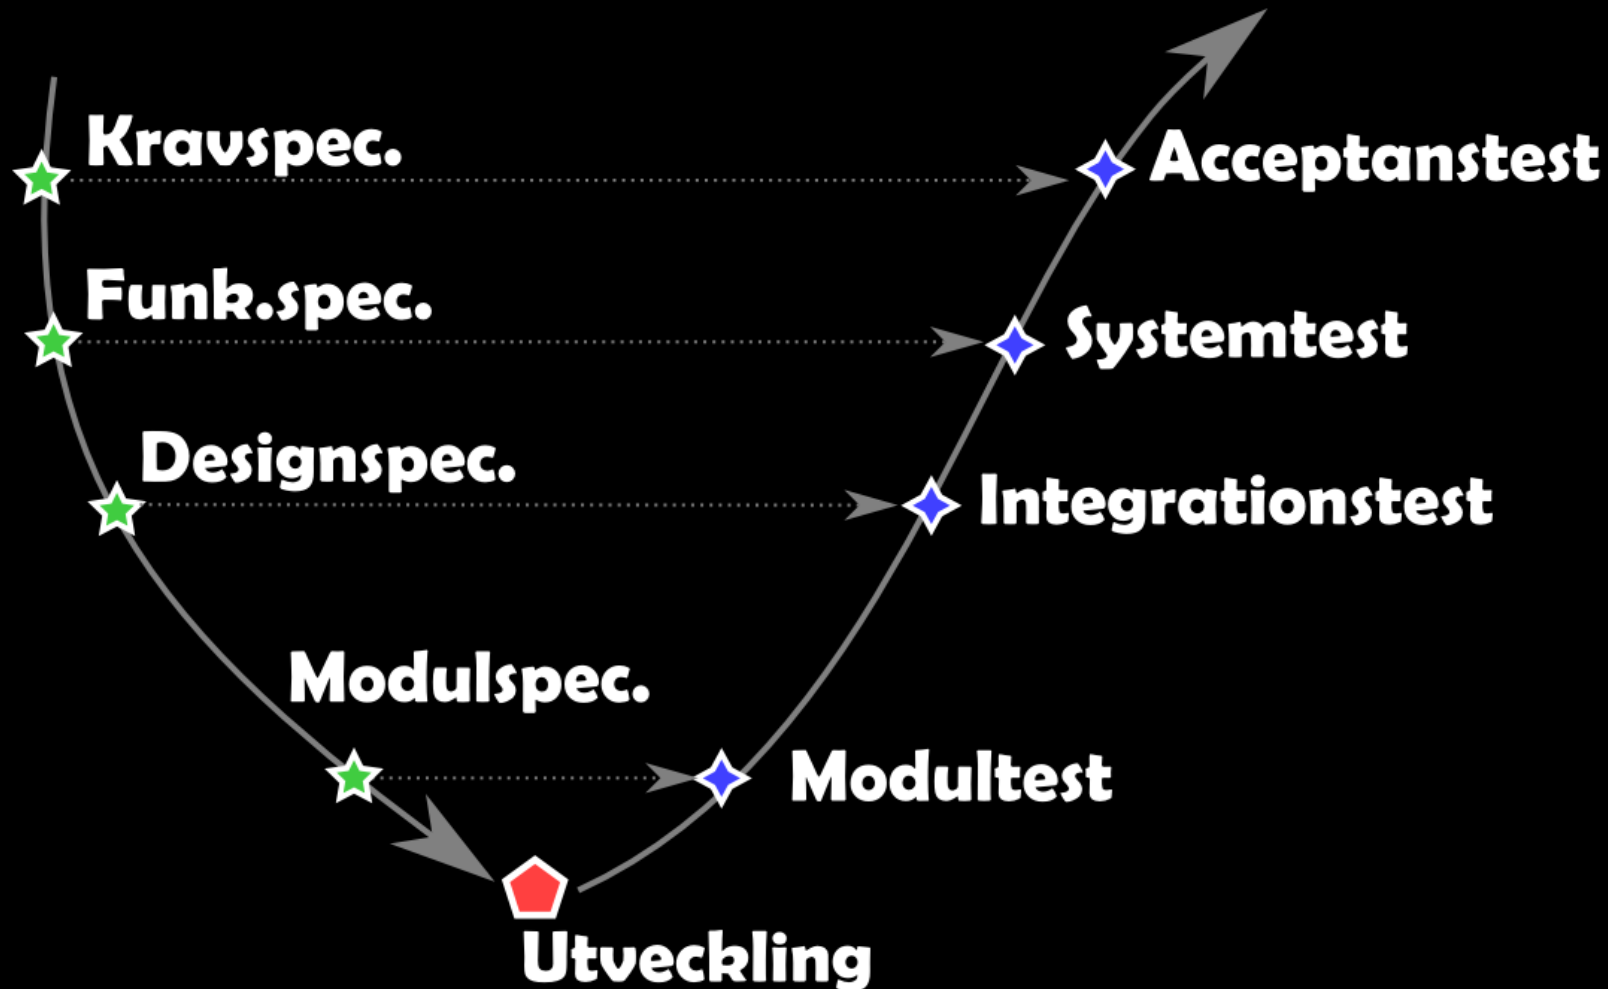 Kravspec.
Acceptanstest
Funk.spec.
Systemtest
Designspec.
Integrationstest
Modulspec.
Modultest
Utveckling